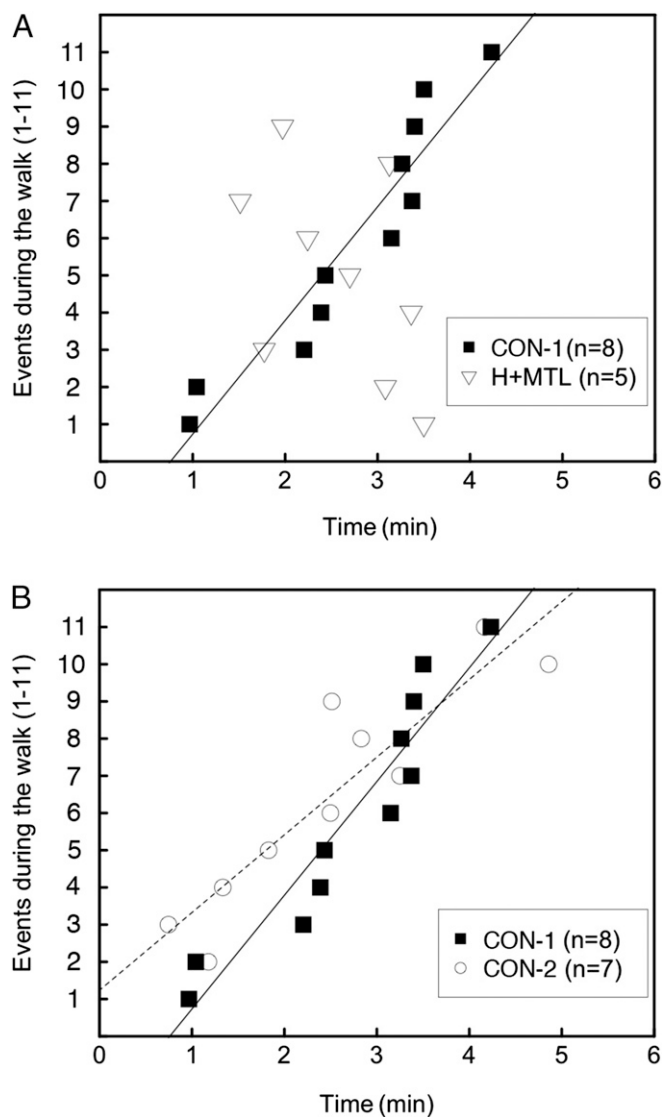 A
Events during the walk (1-11)
11
10
9
8
7
6
5
4
3
2
1
CON-1(n=8)
H+MTL (n=5)
0 1 2 3 4 5 6
Time (min)
B
Events during the walk (1-11)
11
10
9
8
7
6
5
4
3
2
1
CON-1 (n=8)
CON-2 (n=7)
0 1 2 3 4 5 6
Time (min)